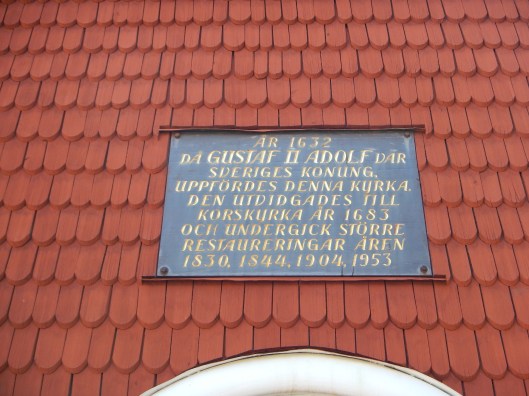 ÅR 1632
DÅ GUSTAF II ADOLF VAR
SVERIGES KONUNG,
UPPFÖRDES DENNA KYRKA.
DEN UTVIDGADES TILL
KORSKYRKA ÅR 1683
OCH UNDERGICK STÖRRE
RESTAURERINGAR ÅREN
1830, 1844, 1904, 1953